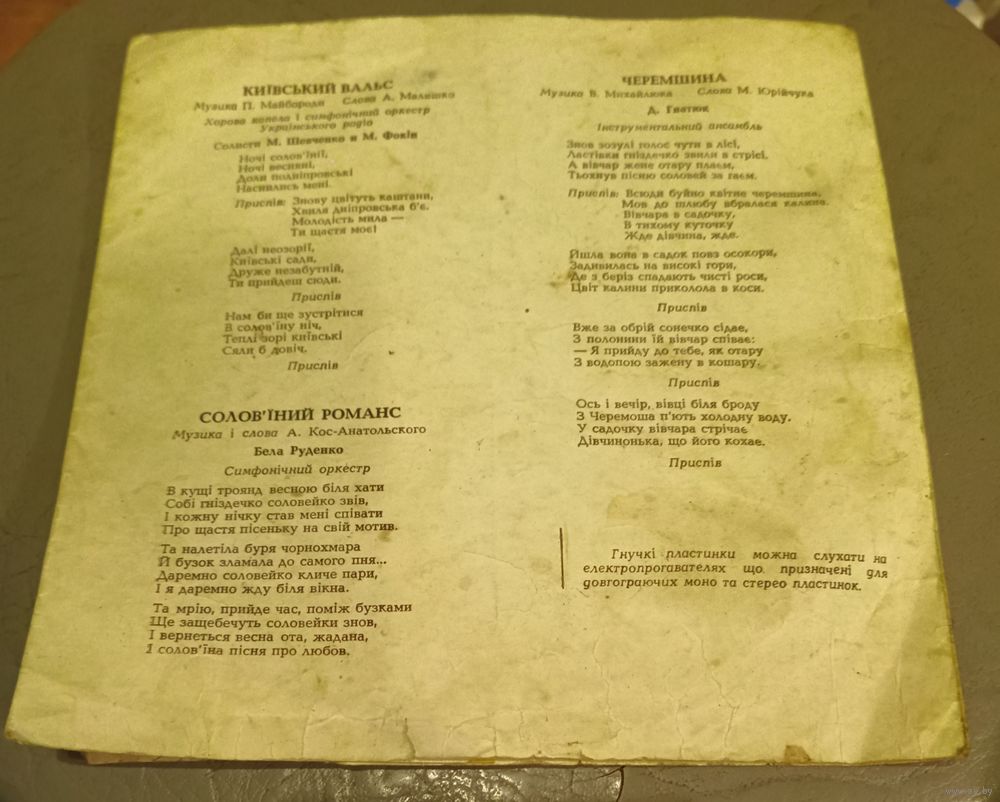 КИЇВСЬКИЙ ВАЛЬС
Музика П. Майбороди Слова А. Малишко
Хорова капела і симфонічний оркестр
Українського радіо
Солисти М. Шевченко и М. Фокін
Ночі солов'їнії,
Ночі весняні,
Доли подніпровські
Наснились мені.
Приспів: Знову цвітуть каштани,
Хвиля дніпровська б'є.
Молодість мила —
Ти щастя моє!
Далі неозорії,
Київські сади,
Друже незабутній,
Ти прийдеш сюди.
Приспів
Нам би ще зустрітися
В солов'їну ніч,
Теплі зорі київські
Сяли б довіч.
Приспів
СОЛОВ'ЇНИЙ РОМАНС
Музика і слова А. Кос-Анатольского
Бела Руденко
Симфонічний оркестр
В кущі троянд весною біля хати
Собі гніздечко соловейко звів,
І кожну нічку став мені співати
Про щастя пісеньку на свій мотив.
Та налетіла буря чорнохмара
Й бузок зламала до самого пня...
Даремно соловейко кличе пари,
І я даремно жду біля вікна.
Та мрію, прийде час, поміж бузками
Ще защебечуть соловейки знов,
І вернеться весна ота, жадана,
І солов'їна пісня про любов.
ЧЕРЕМШИНА
Музика В. Михайлюка Слова М. Юрійчука
Д. Гнатюк
Інструментальний ансамбль
Знов зозулі голос чути в лісі,
Ластівки гніздечко звили в стрісі,
А вівчар жене отару плаєм,
Тьохнув пісню соловей за гаєм.
Приспів: Всюди буйно квітне черемшина,
Мов до шлюбу вбралася калина.
Вівчара в садочку,
В тихому куточку
Жде дівчина, жде.
Йшла вона в садок повз осокори,
Задивилась на високі гори,
Де з беріз спадають чисті роси,
Цвіт калини приколола в коси.
Приспів
Вже за обрій сонечко сідає,
З полонини їй вівчар співає:
— Я прийду до тебе, як отару
З водопою зажену в кошару.
Приспів
Ось і вечір, вівці біля броду
З Черемоша п'ють холодну воду.
У садочку вівчара стрічає
Дівчинонька, що його кохає.
Приспів
Гнучкі пластинки можна слухати на
електропрогавателях що призначені для
довгограючих моно та стерео пластинок.